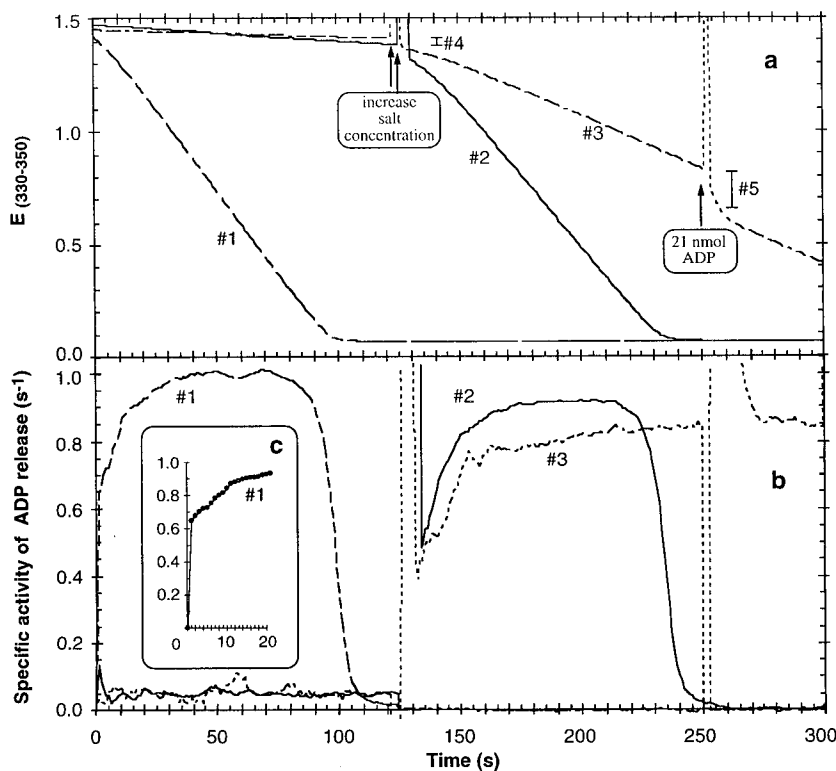 1.5
1.0
0.5
0.0
E (330-350)
a
#4
increase
salt
concentration
#3
#2
#1
#5
21 nmol
ADP
1.0
0.8
0.6
0.4
0.2
0.0
Specific activity of ADP release (s-1)
#1
#2
#3
b
c
1.0
0.8
0.6
0.4
0.2
#1
0 10 20
0 50 100 150 200 250 300
Time (s)